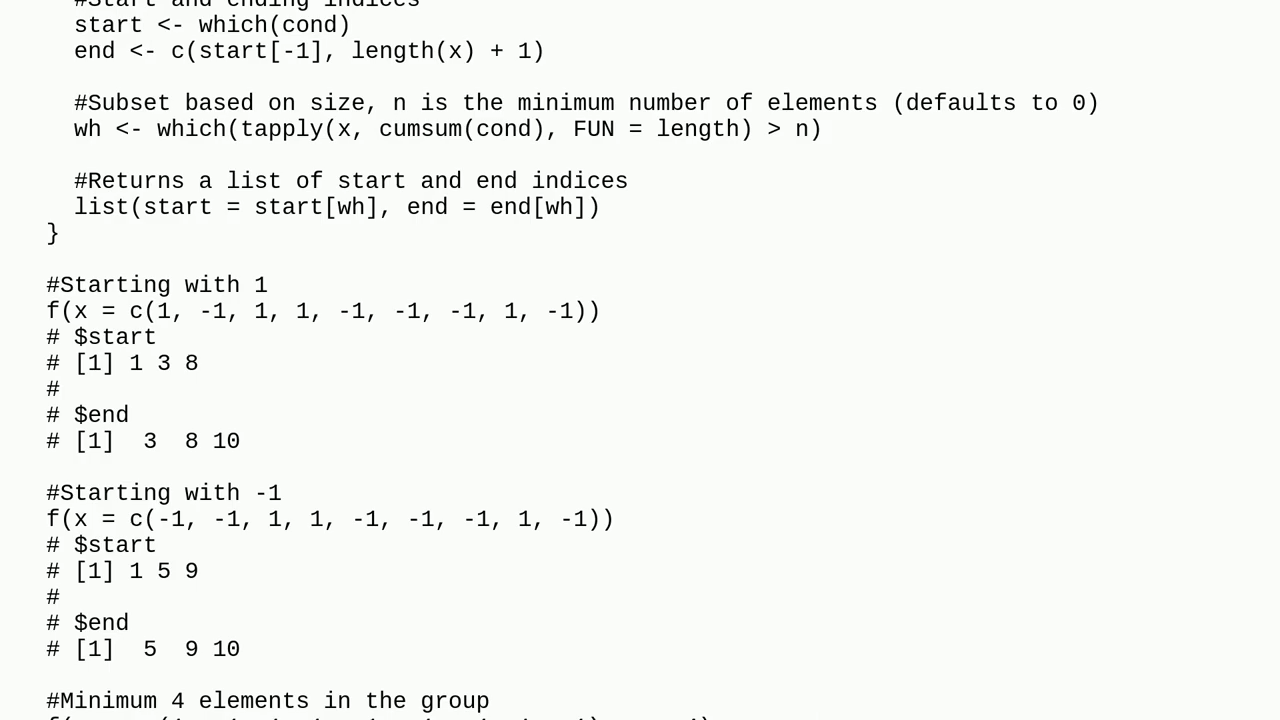 #Start and ending indices
start <- which(cond)
end <- c(start[-1], length(x) + 1)
#Subset based on size, n is the minimum number of elements (defaults to 0)
wh <- which(tapply(x, cumsum(cond), FUN = length) > n)
#Returns a list of start and end indices
list(start = start[wh], end = end[wh])
}
#Starting with 1
f(x = c(1, -1, 1, 1, -1, -1, -1, 1, -1))
# $start
# [1] 1 3 8
#
# $end
# [1]  3  8 10
#Starting with -1
f(x = c(-1, -1, 1, 1, -1, -1, -1, 1, -1))
# $start
# [1] 1 5 9
#
# $end
# [1]  5  9 10
#Minimum 4 elements in the group